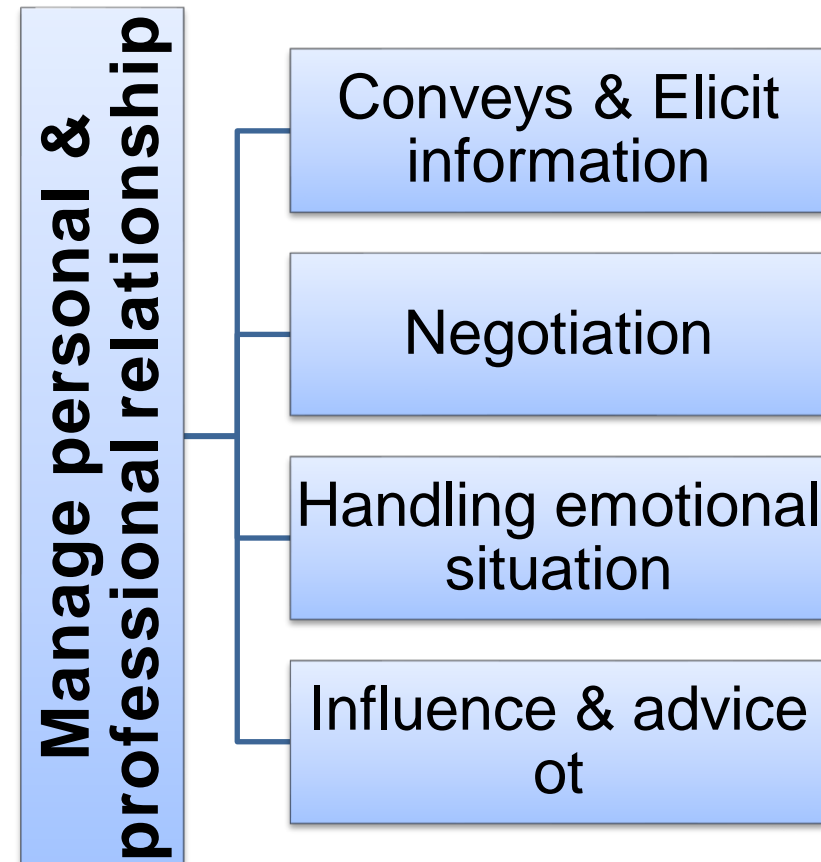 Manage personal &
professional relationship
Conveys & Elicit
information
Negotiation
Handling emotional
situation
Influence & advice
ot